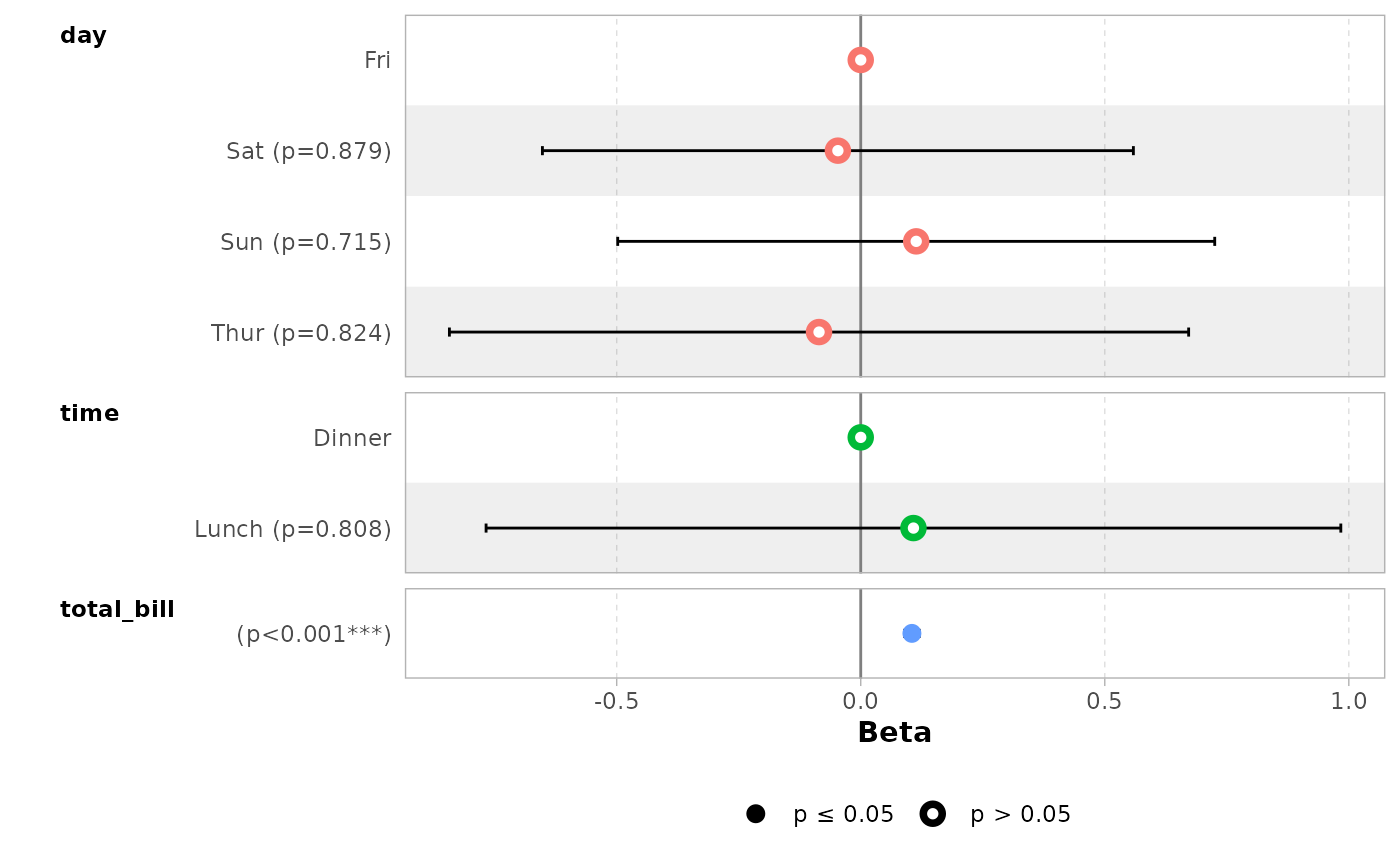 day
Fri
Sat (p=0.879)
Sun (p=0.715)
Thur (p=0.824)
time
Dinner
Lunch (p=0.808)
total_bill
(p<0.001***)
-0.5 0.0 0.5 1.0
Beta
p ≤ 0.05 p > 0.05